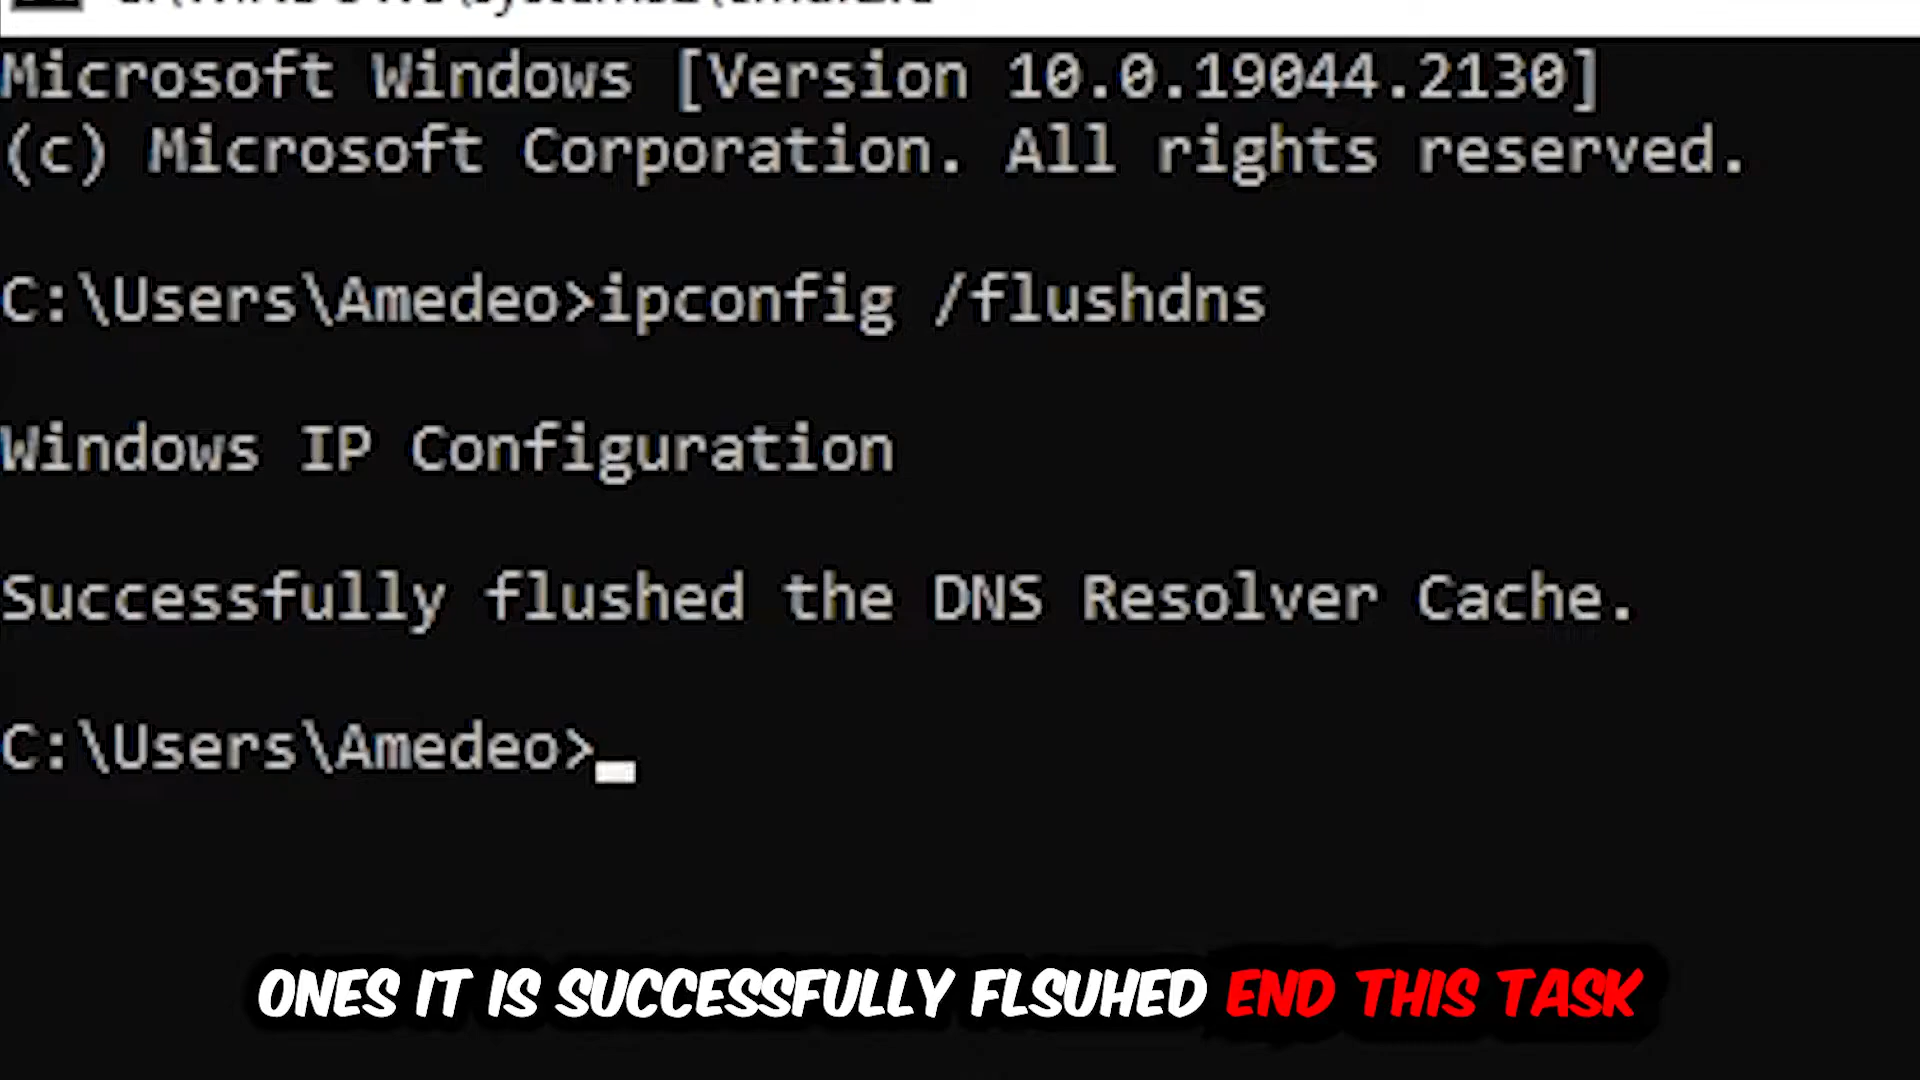 Microsoft Windows [Version 10.0.19044.2130]
(c) Microsoft Corporation. All rights reserved.
C:\Users\Amedeo>ipconfig /flushdns
Windows IP Configuration
Successfully flushed the DNS Resolver Cache.
C:\Users\Amedeo>
ONES IT IS SUCCESSFULLY FLSUHED END THIS TASK